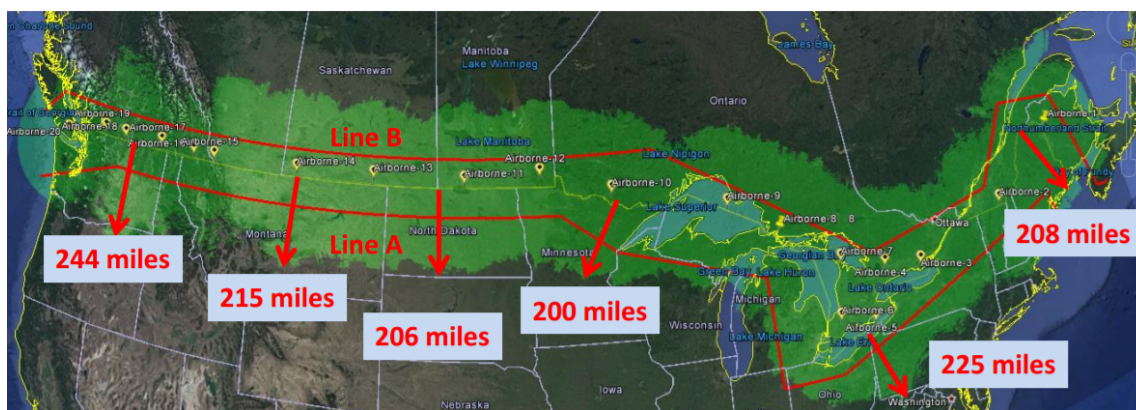 Manitoba
Lake Winnipeg
James Bay
Saskatchewan
Ontario
Airborne-19
Airborne-20
Airborne-18
Airborne-17
Airborne-15
Line B
Lake Manitoba
Airborne-12
Lake Nipigon
Airborne-1
Northumberland Strait
Airborne-14
Airborne-13
Airborne-11
Airborne-10
Airborne-9
Airborne-2
Lake Superior
Airborne-8
8
Ottawa
208 miles
Montana
Line A
North Dakota
Minnesota
244 miles
Airborne-7
Airborne-3
Airborne-4
Green Bay
Lake Huron
Lake Ontario
215 miles
200 miles
Michigan
Airborne-6
206 miles
Wisconsin
Lake Michigan
Airborne-5
225 miles
Iowa
Ohio
Nebraska
Washington